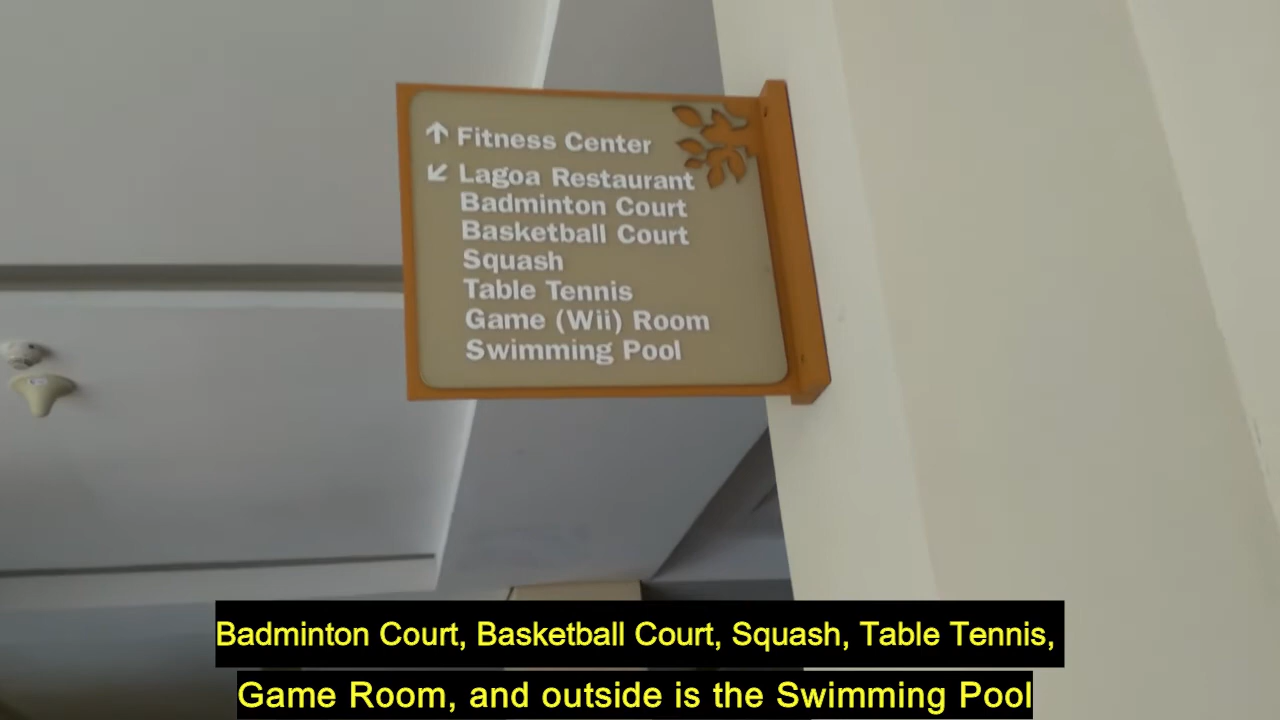 ↑ Fitness Center
↙ Lagoa Restaurant
Badminton Court
Basketball Court
Squash
Table Tennis
Game (Wii) Room
Swimming Pool
Badminton Court, Basketball Court, Squash, Table Tennis,
Game Room, and outside is the Swimming Pool